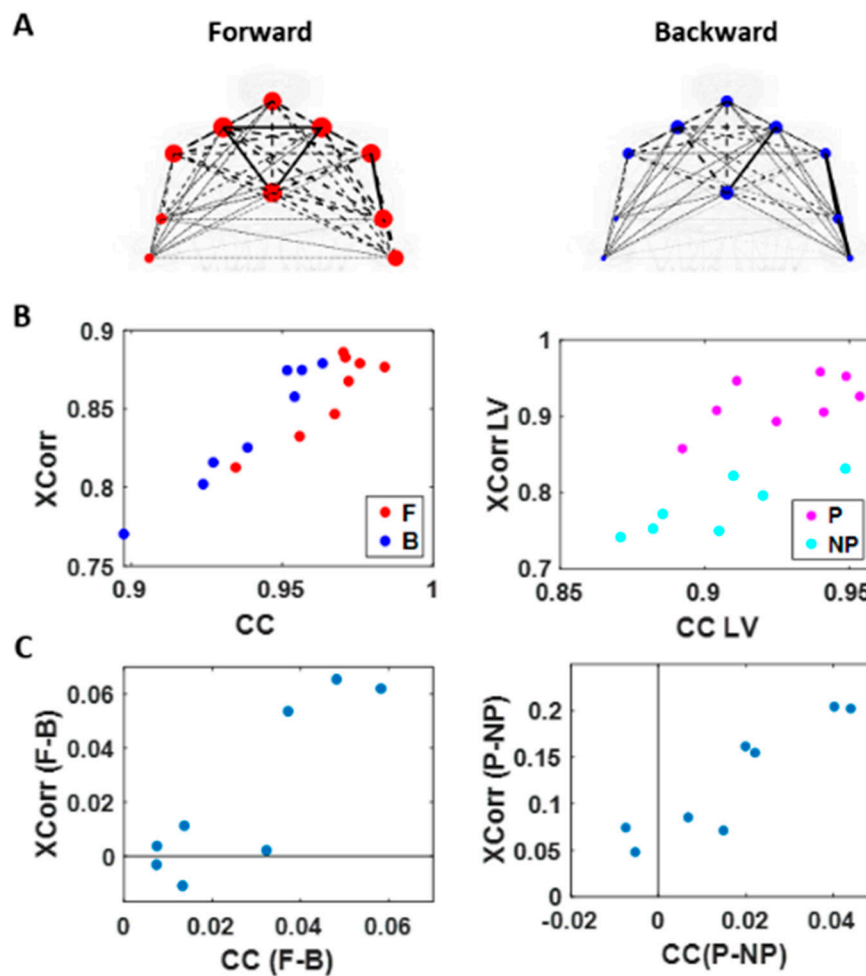 A
Forward
Backward
B
XCorr
0.9
0.85
0.8
0.75
0.9
0.95
1
CC
F
B
XCorr LV
1
0.9
0.8
0.7
0.85
0.9
0.95
CC LV
P
NP
C
XCorr (F-B)
0.06
0.04
0.02
0
0
0.02
0.04
0.06
CC (F-B)
XCorr (P-NP)
0.2
0.15
0.1
0.05
0
-0.02
0
0.02
0.04
CC(P-NP)